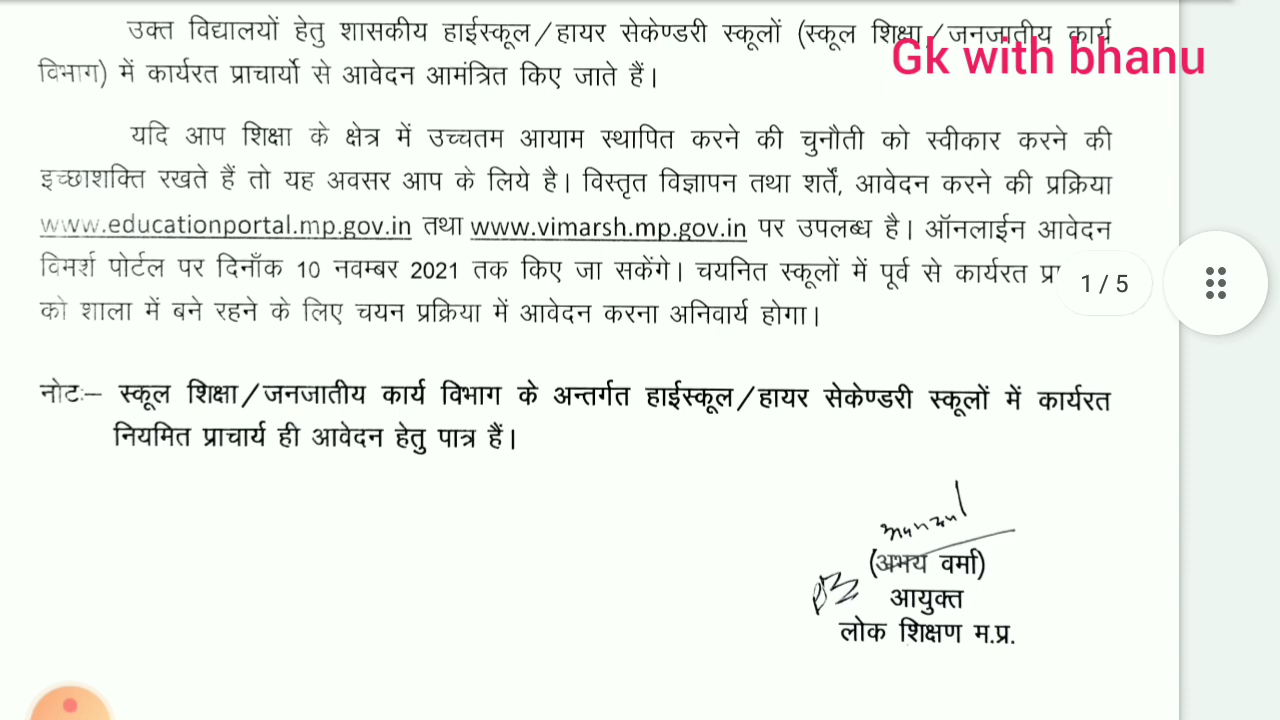 उक्त विद्यालयों हेतु शासकीय हाईस्कूल/हायर सेकेण्डरी स्कूलों (स्कूल शिक्षा/जनजातीय कार्य
Gk with bhanu
विभाग) में कार्यरत प्राचार्यो से आवेदन आमंत्रित किए जाते हैं।
यदि आप शिक्षा के क्षेत्र में उच्चतम आयाम स्थापित करने की चुनौती को स्वीकार करने की
इच्छाशक्ति रखते हैं तो यह अवसर आप के लिये है। विस्तृत विज्ञापन तथा शर्तें, आवेदन करने की प्रक्रिया
www.educationportal.mp.gov.in तथा www.vimarsh.mp.gov.in पर उपलब्ध है। ऑनलाईन आवेदन
विमर्श पोर्टल पर दिनाँक 10 नवम्बर 2021 तक किए जा सकेंगे। चयनित स्कूलों में पूर्व से कार्यरत
1 / 5
को शाला में बने रहने के लिए चयन प्रक्रिया में आवेदन करना अनिवार्य होगा।
नोटः– स्कूल शिक्षा/जनजातीय कार्य विभाग के अन्तर्गत हाईस्कूल/हायर सेकेण्डरी स्कूलों में कार्यरत
नियमित प्राचार्य ही आवेदन हेतु पात्र हैं।
(अभय वर्मा)
आयुक्त
लोक शिक्षण म.प्र.